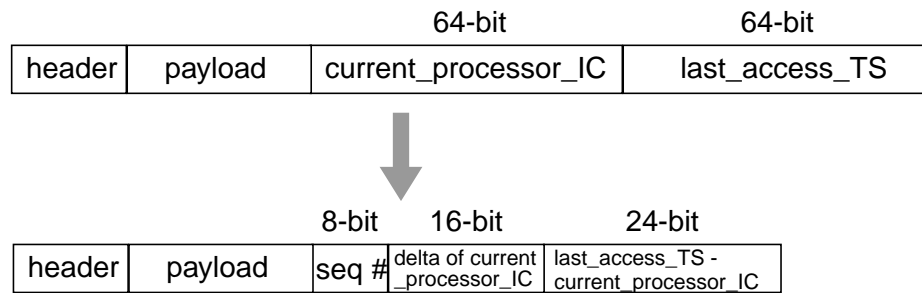 64-bit 64-bit
header payload current_processor_IC last_access_TS
8-bit 16-bit 24-bit
header payload seq # delta of current
_processor_IC last_access_TS -
current_processor_IC